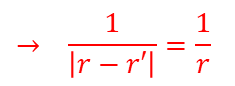 → 1/|r − r′| = 1/r